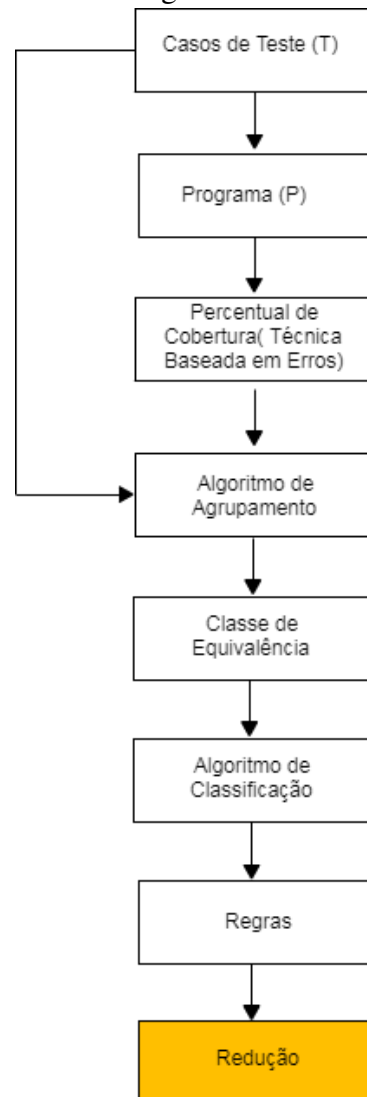 Casos de Teste (T)
Programa (P)
Percentual de
Cobertura( Técnica
Baseada em Erros)
Algoritmo de
Agrupamento
Classe de
Equivalência
Algoritmo de
Classificação
Regras
Redução